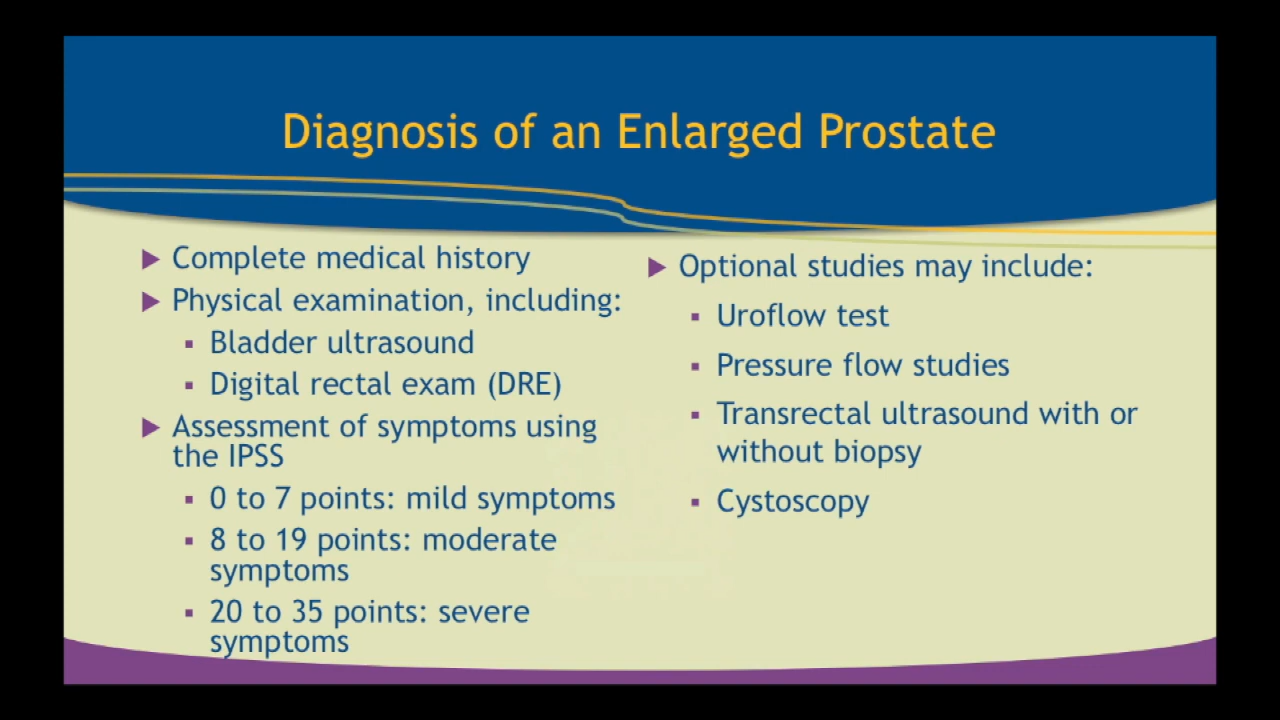 Diagnosis of an Enlarged Prostate
Complete medical history
Physical examination, including:
Bladder ultrasound
Digital rectal exam (DRE)
Assessment of symptoms using
the IPSS
0 to 7 points: mild symptoms
8 to 19 points: moderate
symptoms
20 to 35 points: severe
symptoms
Optional studies may include:
Uroflow test
Pressure flow studies
Transrectal ultrasound with or
without biopsy
Cystoscopy